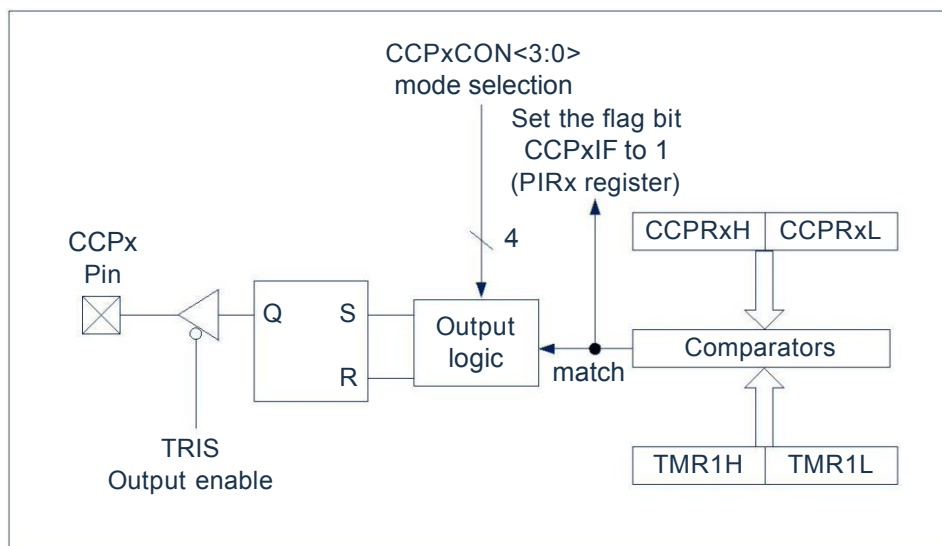 CCPxCON<3:0>
mode selection
Set the flag bit
CCPxIF to 1
(PIRx register)
CCPRxH CCPRxL
4
CCPx
Pin
Q S
R
Output
logic
match
Comparators
TRIS
Output enable
TMR1H TMR1L